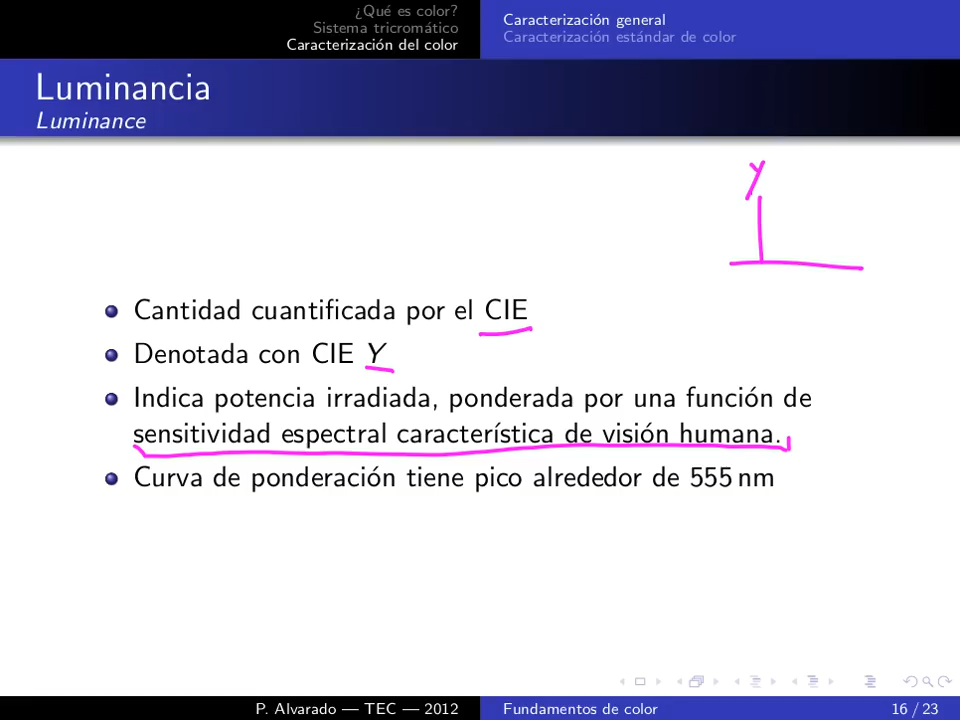 ¿Qué es color?
Sistema tricromático
Caracterización del color
Caracterización general
Caracterización estándar de color
Luminancia
Luminance
Y
Cantidad cuantificada por el CIE
Denotada con CIE Y
Indica potencia irradiada, ponderada por una función de
sensitividad espectral característica de visión humana.
Curva de ponderación tiene pico alrededor de 555 nm
P. Alvarado — TEC — 2012
Fundamentos de color
16 / 23